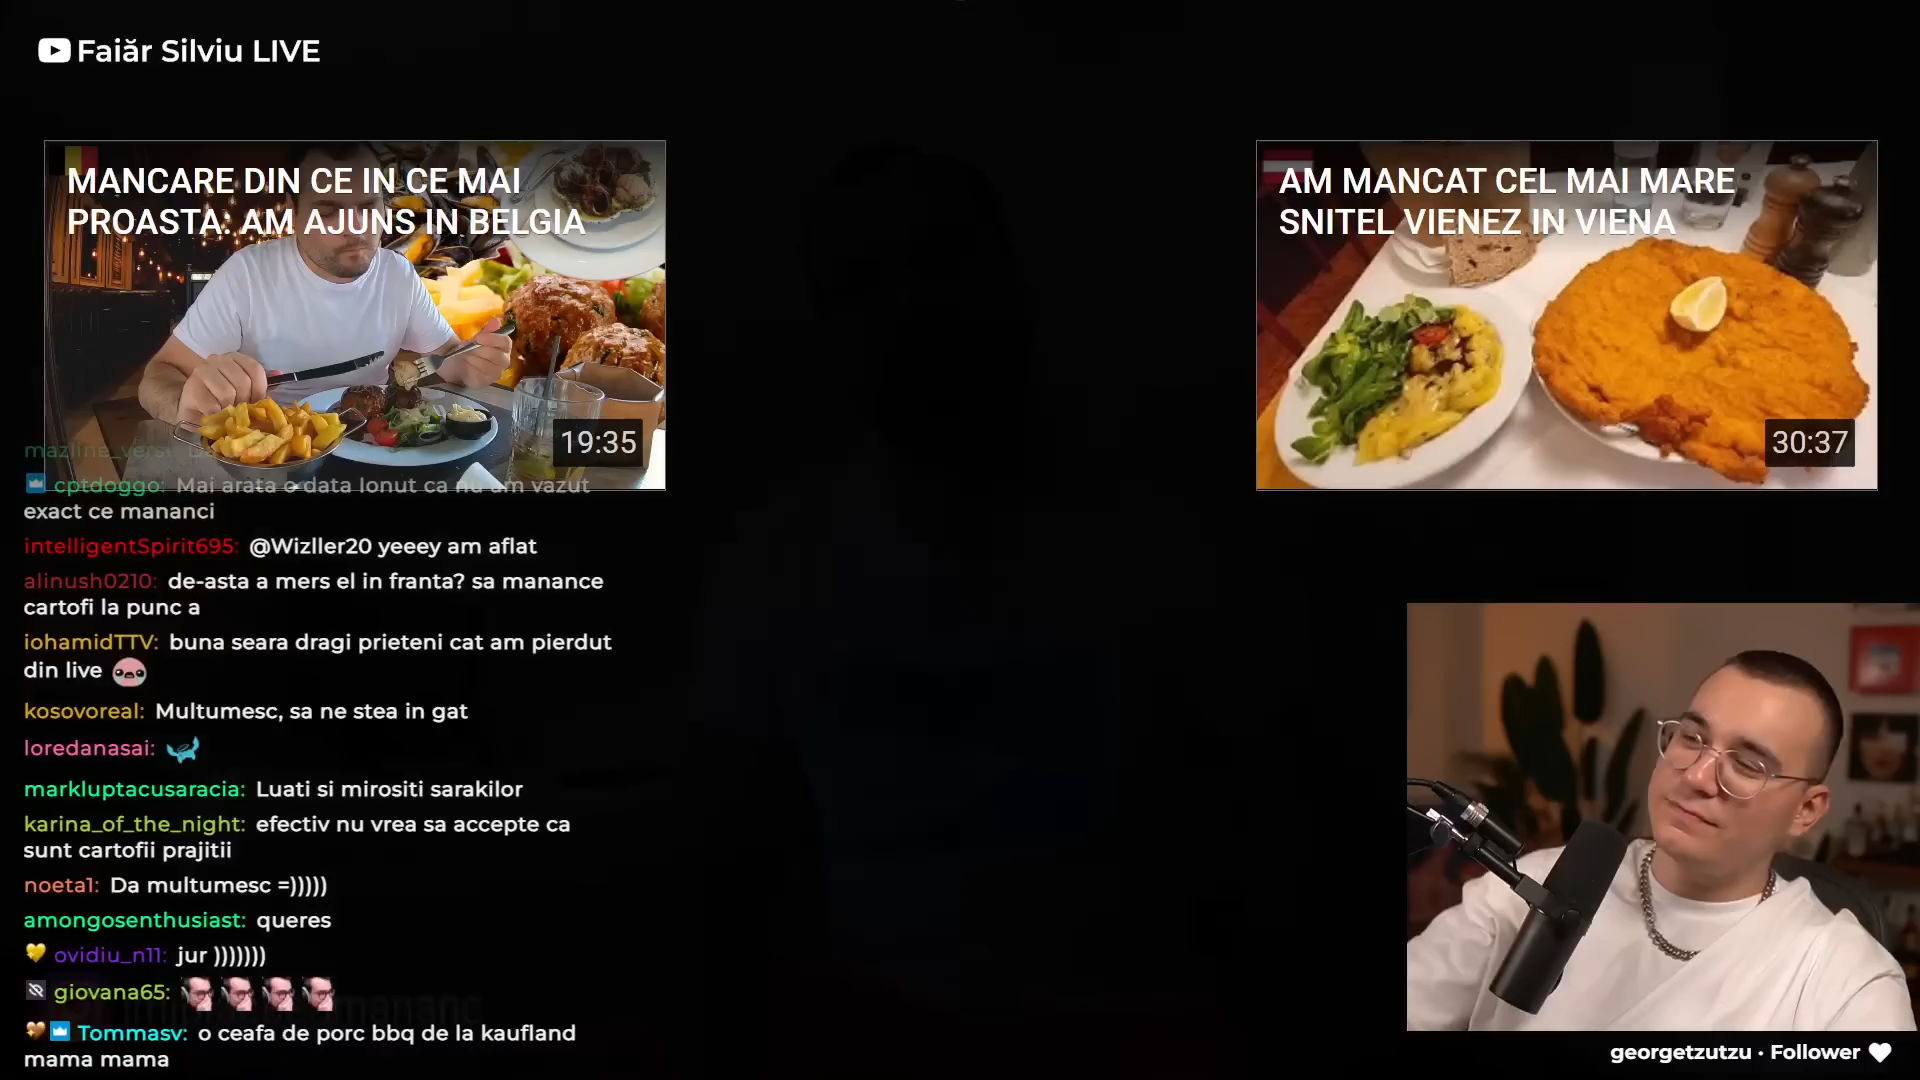 Faiăr Silviu LIVE
MANCARE DIN CE IN CE MAI
PROASTA: AM AJUNS IN BELGIA
19:35
AM MANCAT CEL MAI MARE
SNITEL VIENEZ IN VIENA
30:37
cptdoggo: Mai arata o data Ionut ca nu am vazut
exact ce mananci
intelligentSpirit695: @Wizller20 yeeey am aflat
alinush0210: de-asta a mers el in franta? sa manance
cartofi la punc a
iohamidTTV: buna seara dragi prieteni cat am pierdut
din live
kosovoreal: Multumesc, sa ne stea in gat
loredanasai:
markluptacusaracia: Luati si mirositi sarakilor
karina_of_the_night: efectiv nu vrea sa accepte ca
sunt cartofii prajitii
noeta1: Da multumesc =)))))
amongosenthusiast: queres
ovidiu_n11: jur )))))))
giovana65:
Tommasv: o ceafa de porc bbq de la kaufland
mama mama
georgetzutzu · Follower